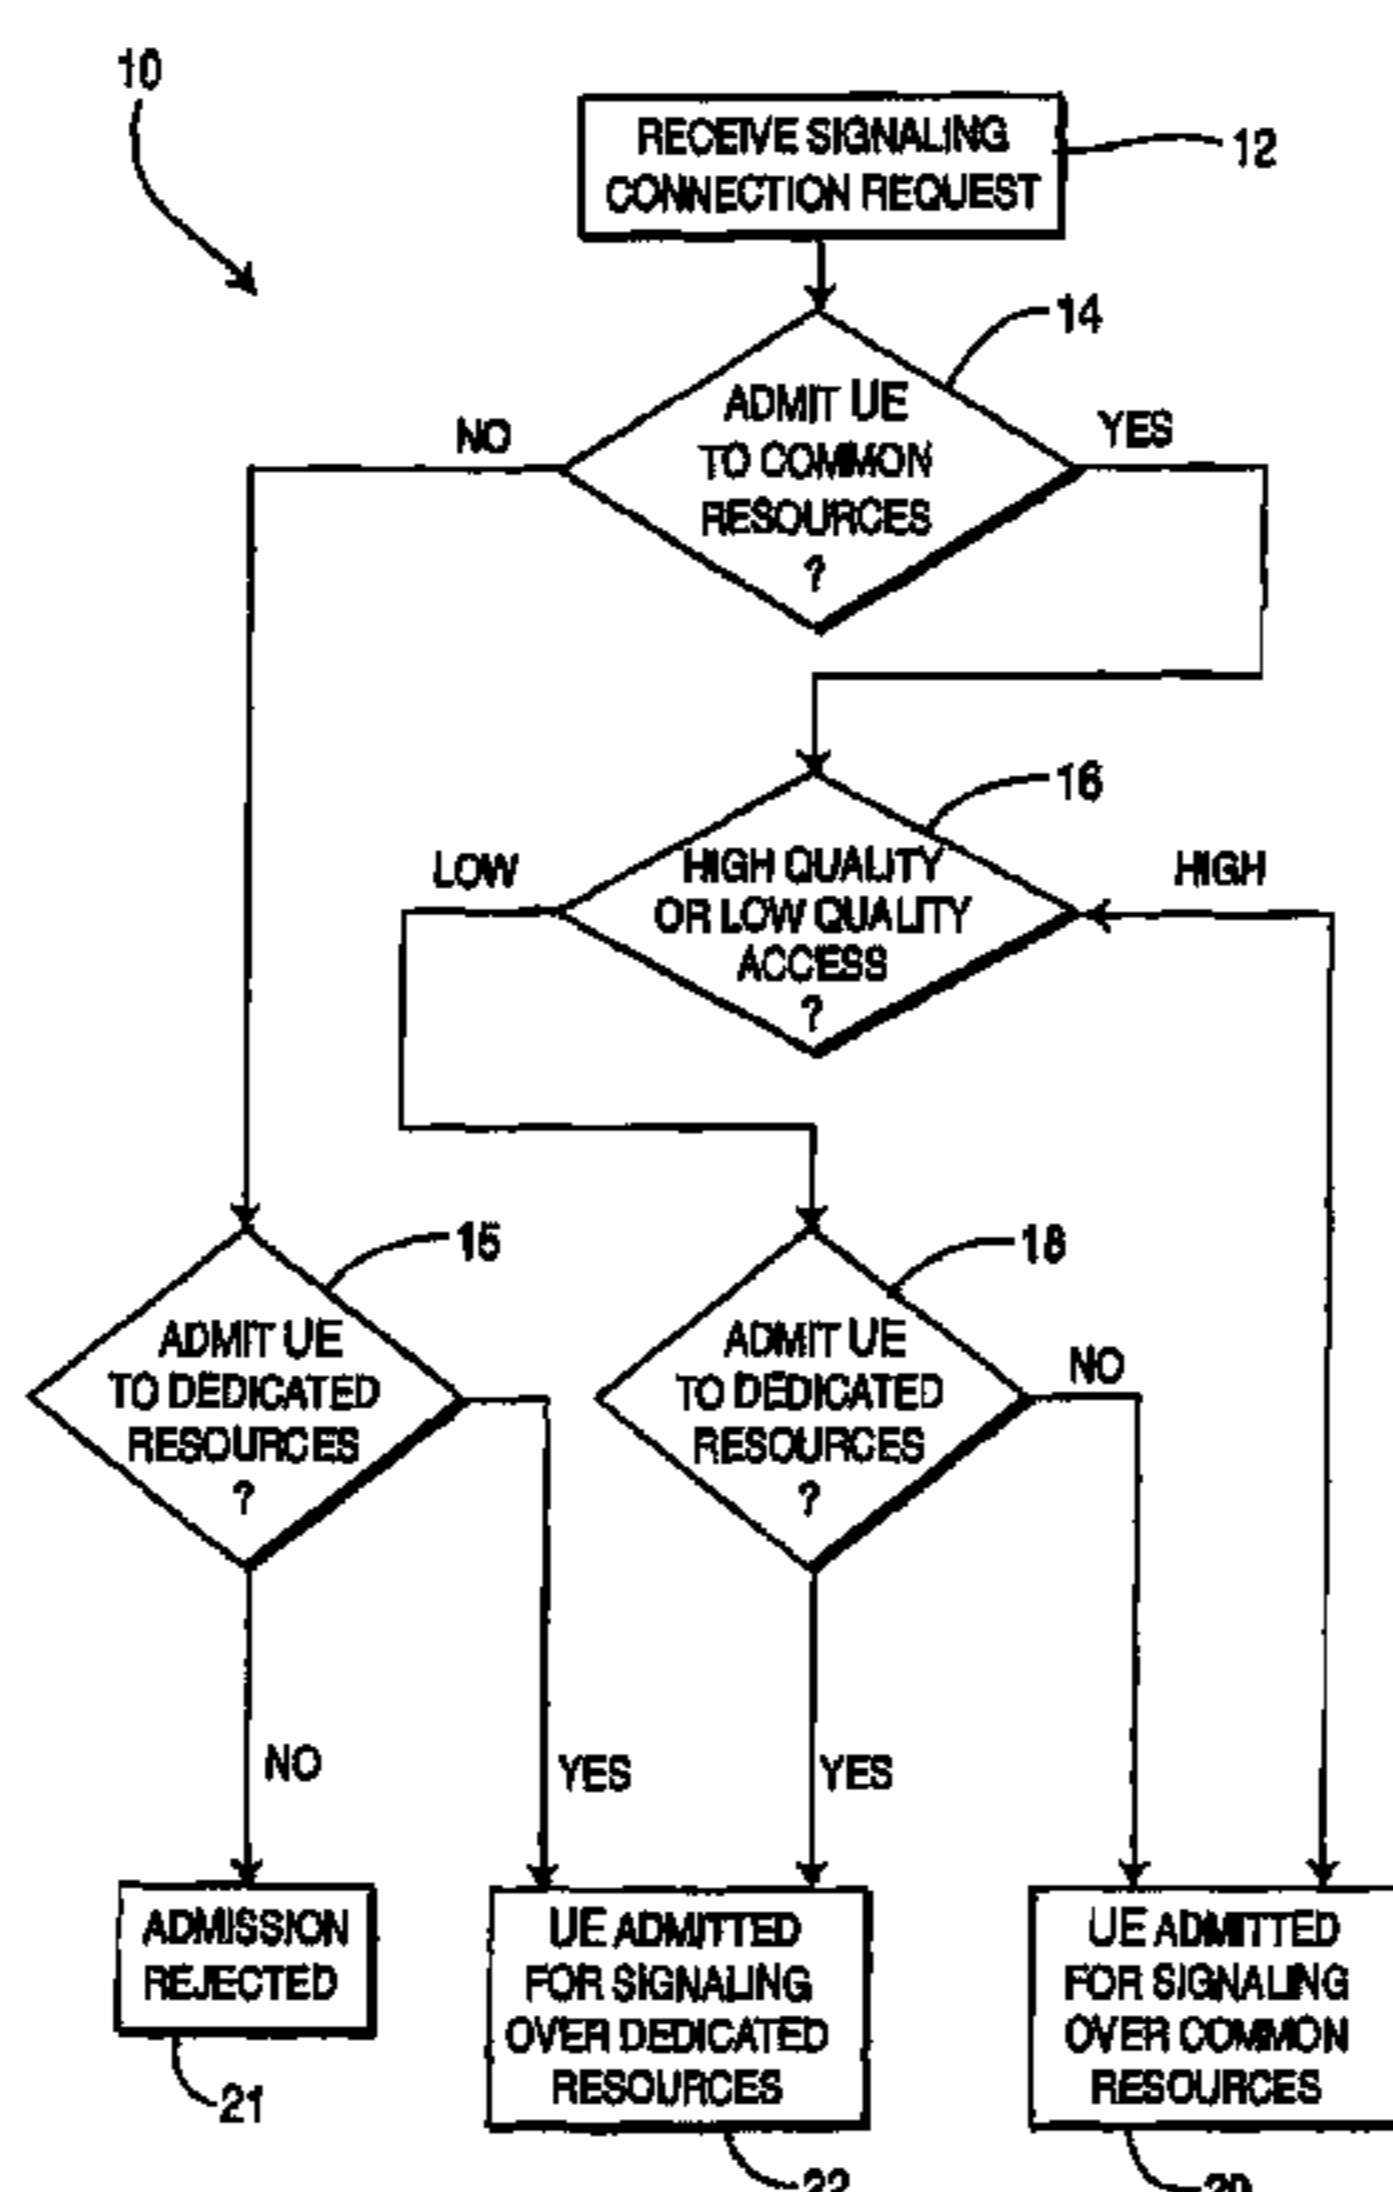 10
RECEIVE SIGNALING
CONNECTION REQUEST
12
14
ADMIT UE
TO COMMON
RESOURCES
?
NO
YES
16
HIGH QUALITY
OR LOW QUALITY
ACCESS
?
LOW
HIGH
15
ADMIT UE
TO DEDICATED
RESOURCES
?
18
ADMIT UE
TO DEDICATED
RESOURCES
?
NO
NO
YES
YES
ADMISSION
REJECTED
21
UE ADMITTED
FOR SIGNALING
OVER DEDICATED
RESOURCES
22
UE ADMITTED
FOR SIGNALING
OVER COMMON
RESOURCES
20